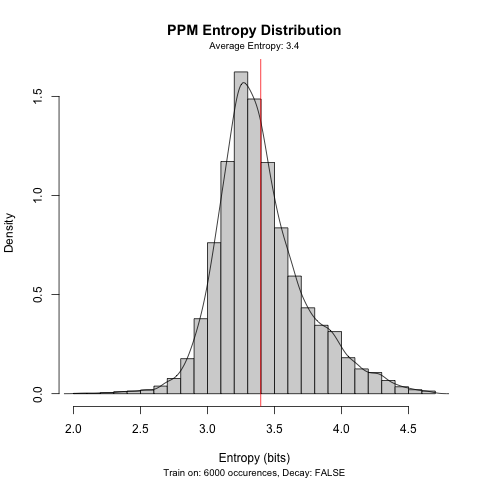 PPM Entropy Distribution
Average Entropy: 3.4
Density
1.5
1.0
0.5
0.0
2.0 2.5 3.0 3.5 4.0 4.5
Entropy (bits)
Train on: 6000 occurences, Decay: FALSE